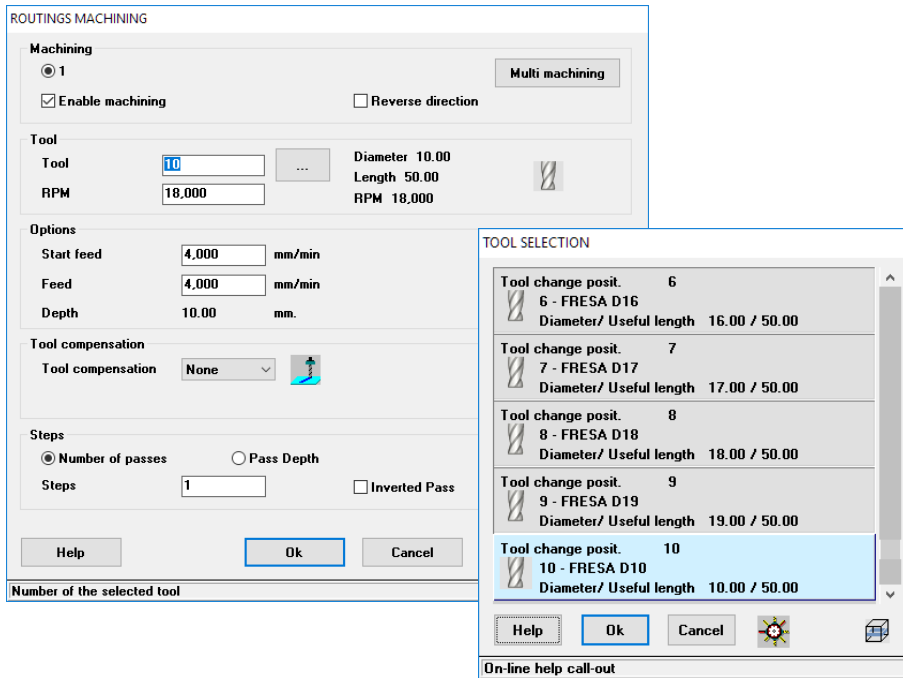 ROUTINGS MACHINING
Machining
1
Multi machining
Enable machining
Reverse direction
Tool
Tool 10 ... Diameter 10.00
Length 50.00
RPM 18,000 RPM 18,000
Options
Start feed 4,000 mm/min
Feed 4,000 mm/min
Depth 10.00 mm.
Tool compensation
Tool compensation None
Steps
Number of passes Pass Depth
Steps 1 Inverted Pass
Help Ok Cancel
Number of the selected tool
TOOL SELECTION
Tool change posit. 6
6 - FRESA D16
Diameter/ Useful length 16.00 / 50.00
Tool change posit. 7
7 - FRESA D17
Diameter/ Useful length 17.00 / 50.00
Tool change posit. 8
8 - FRESA D18
Diameter/ Useful length 18.00 / 50.00
Tool change posit. 9
9 - FRESA D19
Diameter/ Useful length 19.00 / 50.00
Tool change posit. 10
10 - FRESA D10
Diameter/ Useful length 10.00 / 50.00
Help Ok Cancel
On-line help call-out